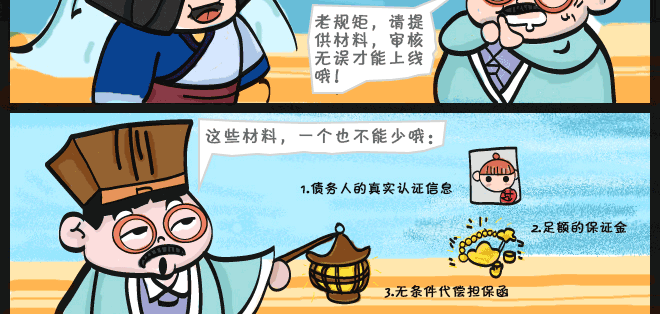 老规矩，请提
供材料，审核
无误才能上线
哦！
这些材料，一个也不能少哦：
1.债务人的真实认证信息
2.足额的保证金
3.无条件代偿担保函